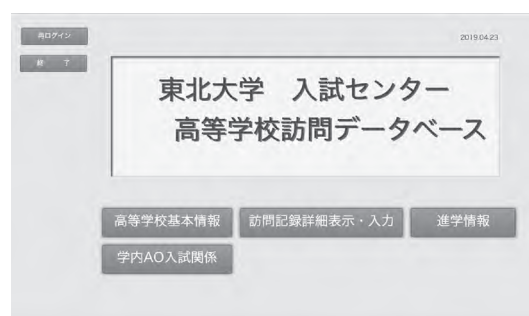 再ログイン
2019.04.23
終 了
東北大学 入試センター
高等学校訪問データベース
高等学校基本情報 訪問記録詳細表示・入力 進学情報
学内AO入試関係